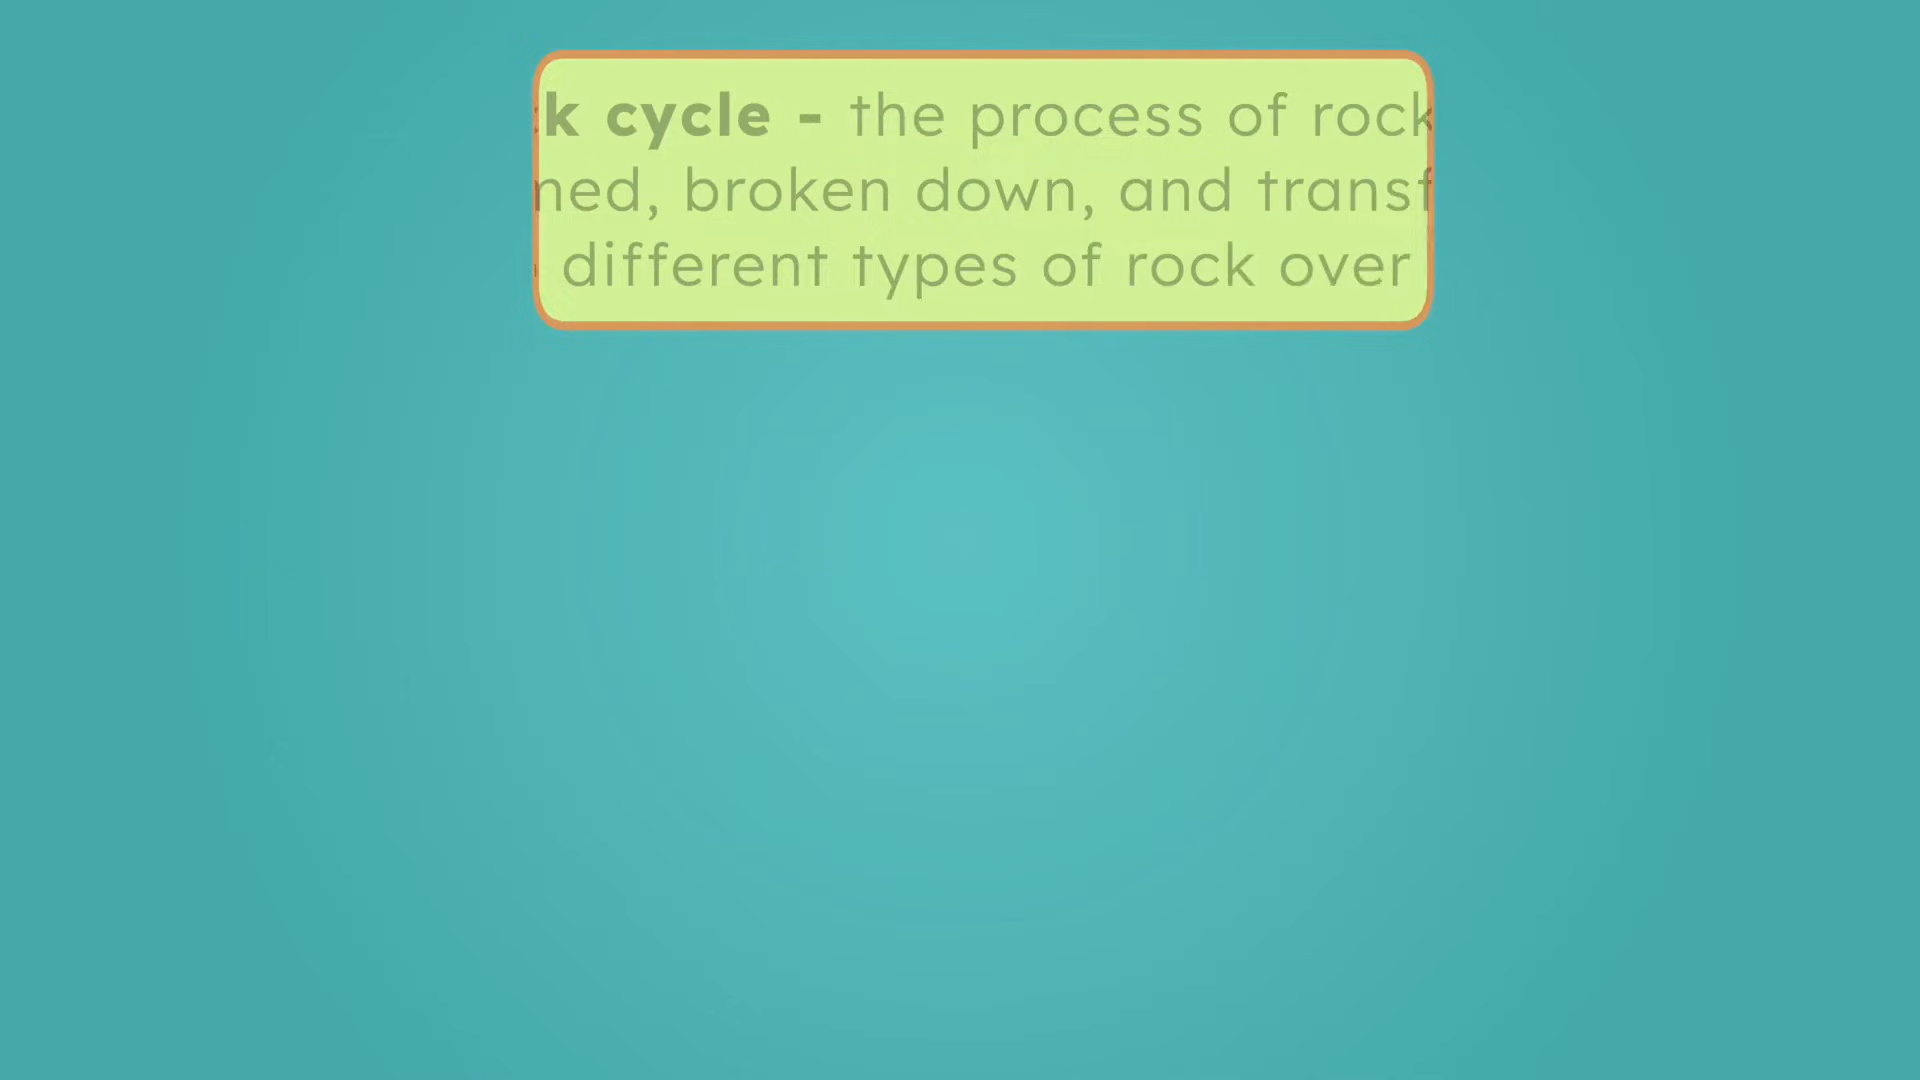 k cycle - the process of rock
ned, broken down, and transf
different types of rock over